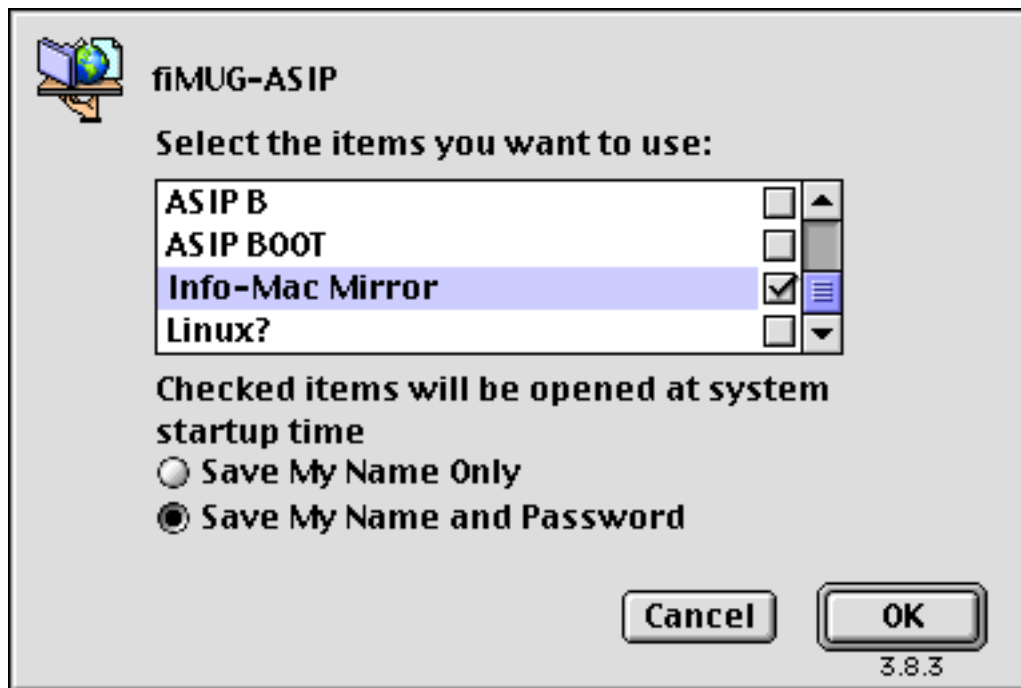 fiMUG-ASIP
Select the items you want to use:
ASIP B
ASIP BOOT
Info-Mac Mirror
Linux?
Checked items will be opened at system
startup time
Save My Name Only
Save My Name and Password
Cancel
OK
3.8.3